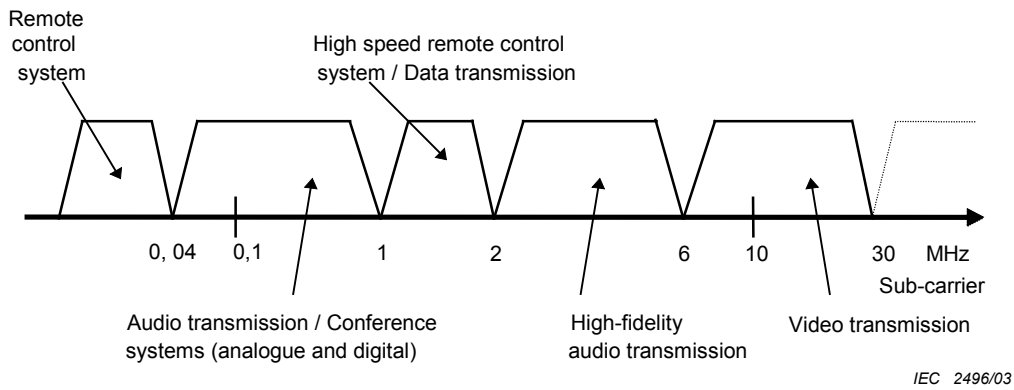 Remote
control
system
High speed remote control
system / Data transmission
0, 04
0,1
1
2
6
10
30
MHz
Sub-carrier
Audio transmission / Conference
systems (analogue and digital)
High-fidelity
audio transmission
Video transmission
IEC 2496/03